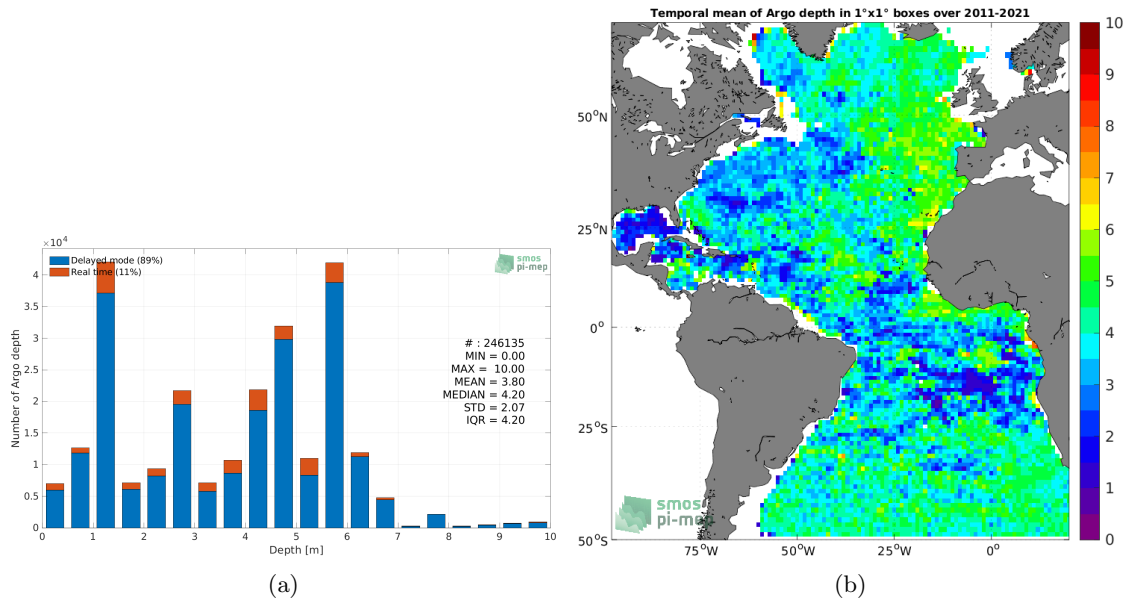 Temporal mean of Argo depth in 1°x1° boxes over 2011-2021
×10⁴
Delayed mode (89%)
Real time (11%)
smos
pi-mep
4
3.5
3
2.5
2
1.5
1
0.5
0
Number of Argo depth
# : 246135
MIN = 0.00
MAX = 10.00
MEAN = 3.80
MEDIAN = 4.20
STD = 2.07
IQR = 4.20
0 1 2 3 4 5 6 7 8 9 10
Depth [m]
(a)
50°N
25°N
0°
25°S
50°S
75°W 50°W 25°W 0°
smos
pi-mep
10
9
8
7
6
5
4
3
2
1
0
(b)